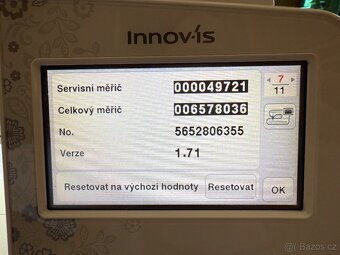 INNOV-ÍS
Servisní měřič 000049721
7
11
Celkový měřič 006578036
No. 5652806355
Verze 1.71
Resetovat na výchozí hodnoty Resetovat OK
Bazos.cz